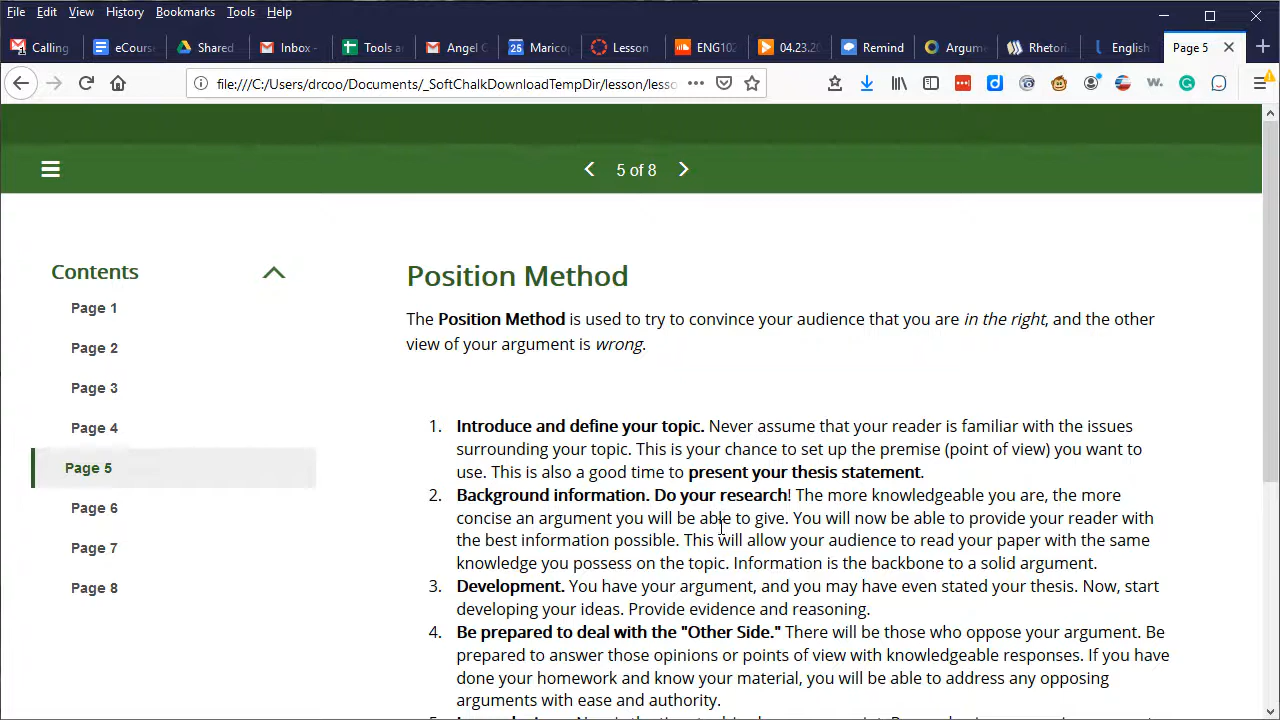 File Edit View History Bookmarks Tools Help
Calling eCours Shared Inbox - Tools a Angel C Marico Lesson ENG102 04.23.20 Remind Argum Rhetori English Page 5
file:///C:/Users/drcoo/Documents/_SoftChalkDownloadTempDir/lesson/lesso
5 of 8
Contents
Page 1
Page 2
Page 3
Page 4
Page 5
Page 6
Page 7
Page 8
Position Method
The Position Method is used to try to convince your audience that you are in the right, and the other
view of your argument is wrong.
1. Introduce and define your topic. Never assume that your reader is familiar with the issues
surrounding your topic. This is your chance to set up the premise (point of view) you want to
use. This is also a good time to present your thesis statement.
2. Background information. Do your research! The more knowledgeable you are, the more
concise an argument you will be able to give. You will now be able to provide your reader with
the best information possible. This will allow your audience to read your paper with the same
knowledge you possess on the topic. Information is the backbone to a solid argument.
3. Development. You have your argument, and you may have even stated your thesis. Now, start
developing your ideas. Provide evidence and reasoning.
4. Be prepared to deal with the "Other Side." There will be those who oppose your argument. Be
prepared to answer those opinions or points of view with knowledgeable responses. If you have
done your homework and know your material, you will be able to address any opposing
arguments with ease and authority.